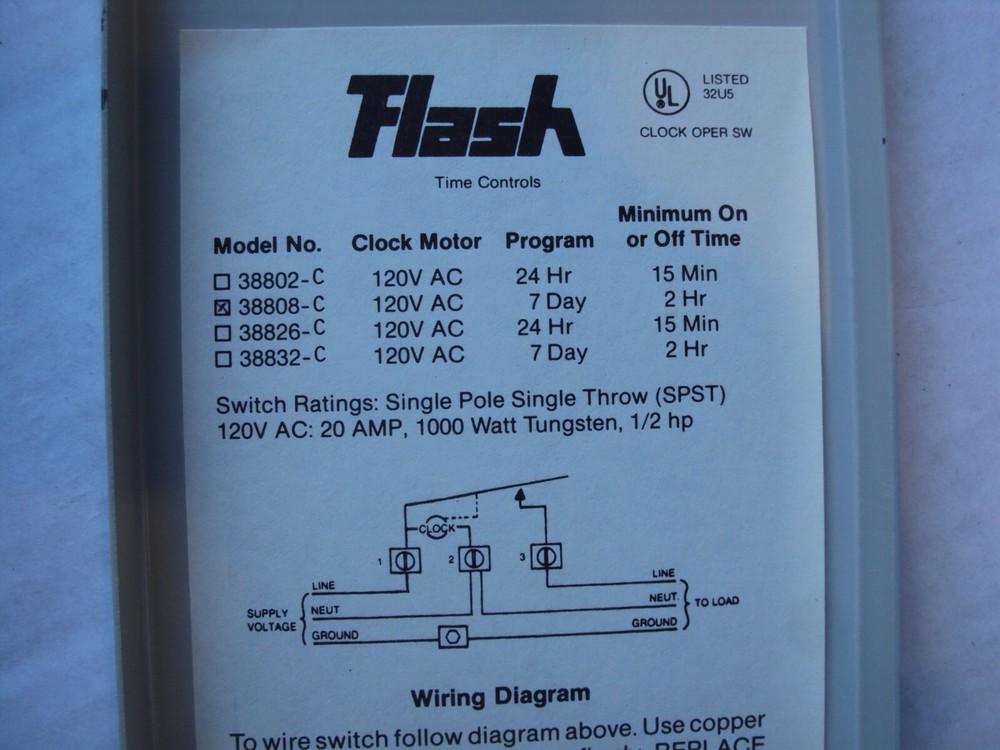 Flash
UL LISTED
32U5
CLOCK OPER SW
Time Controls
Model No. Clock Motor Program Minimum On or Off Time
☐ 38802-C 120V AC 24 Hr 15 Min
☒ 38808-C 120V AC 7 Day 2 Hr
☐ 38826-C 120V AC 24 Hr 15 Min
☐ 38832-C 120V AC 7 Day 2 Hr
Switch Ratings: Single Pole Single Throw (SPST)
120V AC: 20 AMP, 1000 Watt Tungsten, 1/2 hp
CLOCK
1 2 3
SUPPLY VOLTAGE
LINE LINE
NEUT NEUT.
GROUND GROUND
TO LOAD
Wiring Diagram
To wire switch follow diagram above. Use copper
REPLACE